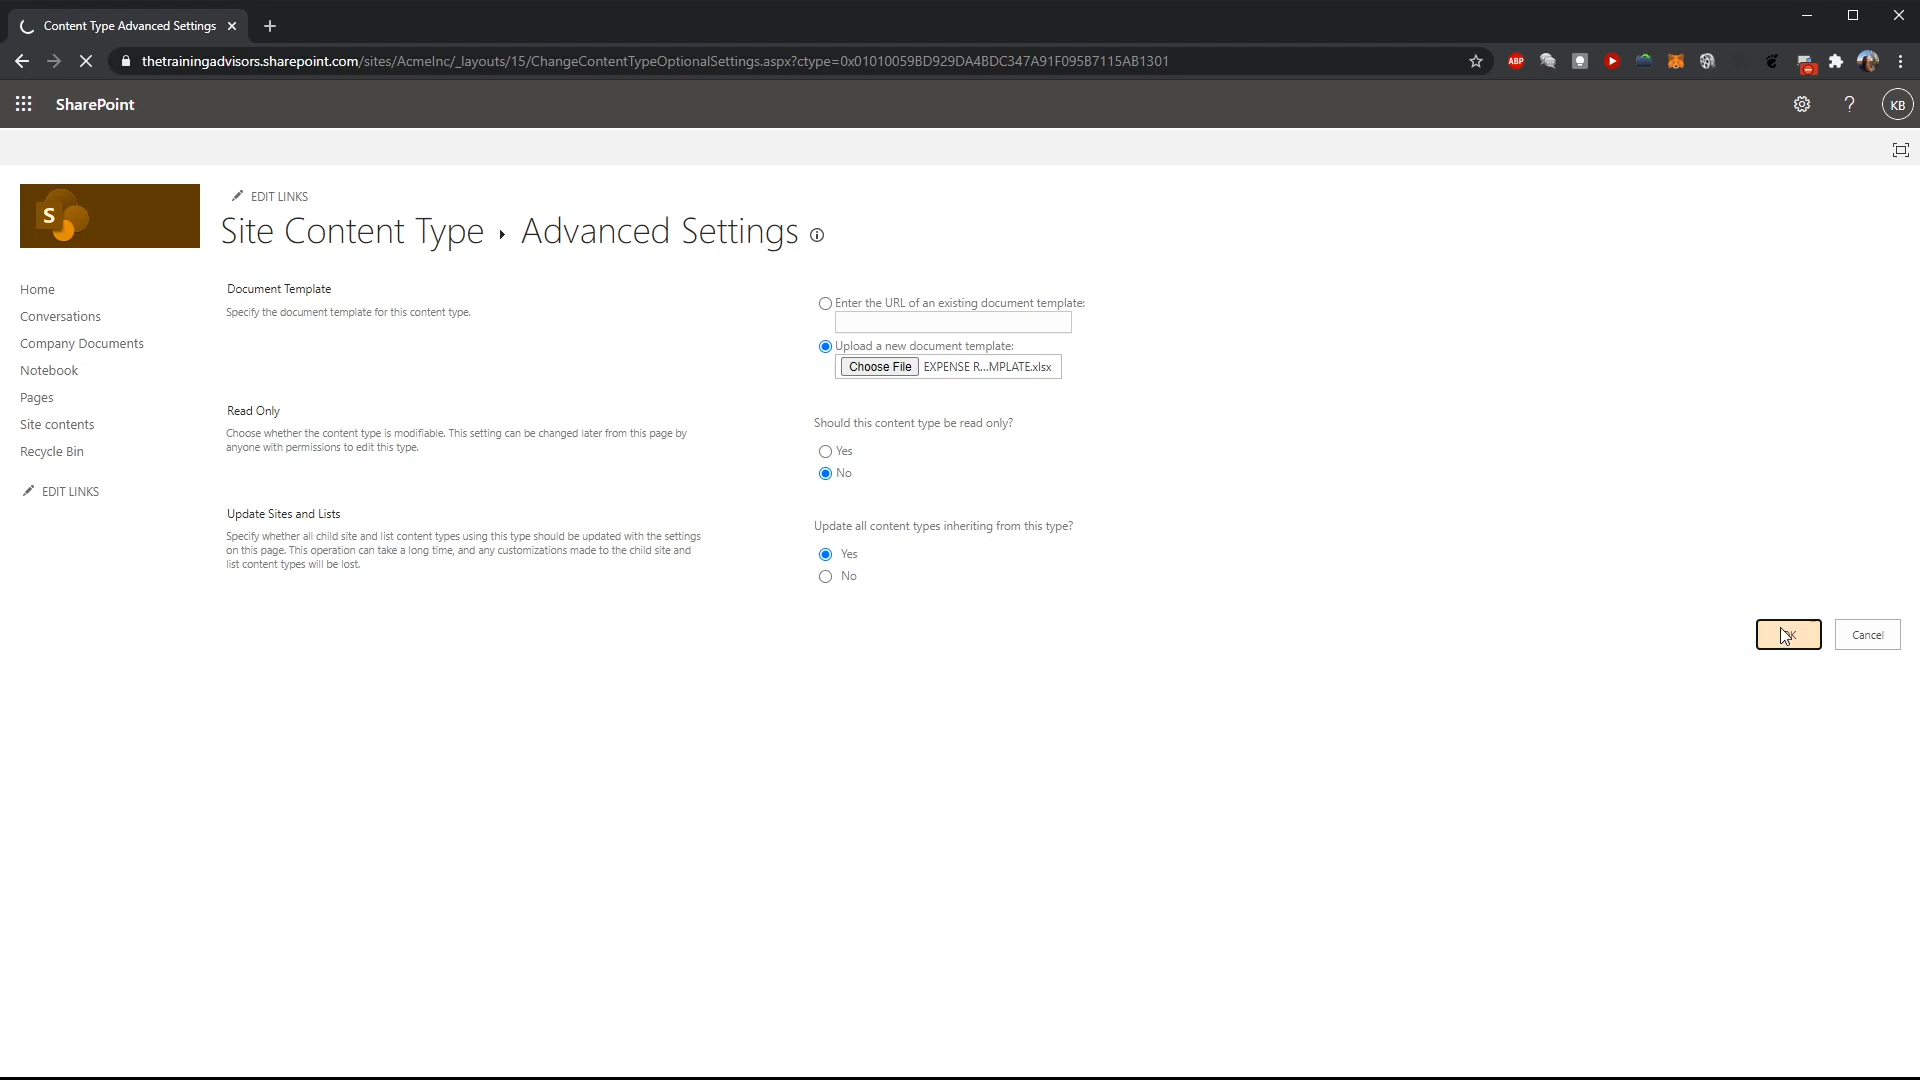 Content Type Advanced Settings
thetrainingadvisors.sharepoint.com/sites/AcmeInc/_layouts/15/ChangeContentTypeOptionalSettings.aspx?ctype=0x01010059BD929DA4BDC347A91F095B7115AB1301
ABP
SharePoint
?
KB
S
EDIT LINKS
Site Content Type ▸ Advanced Settings
Home
Conversations
Company Documents
Notebook
Pages
Site contents
Recycle Bin
EDIT LINKS
Document Template
Specify the document template for this content type.
Enter the URL of an existing document template:
Upload a new document template:
Choose File EXPENSE R...MPLATE.xlsx
Read Only
Choose whether the content type is modifiable. This setting can be changed later from this page by
anyone with permissions to edit this type.
Should this content type be read only?
Yes
No
Update Sites and Lists
Specify whether all child site and list content types using this type should be updated with the settings
on this page. This operation can take a long time, and any customizations made to the child site and
list content types will be lost.
Update all content types inheriting from this type?
Yes
No
Cancel